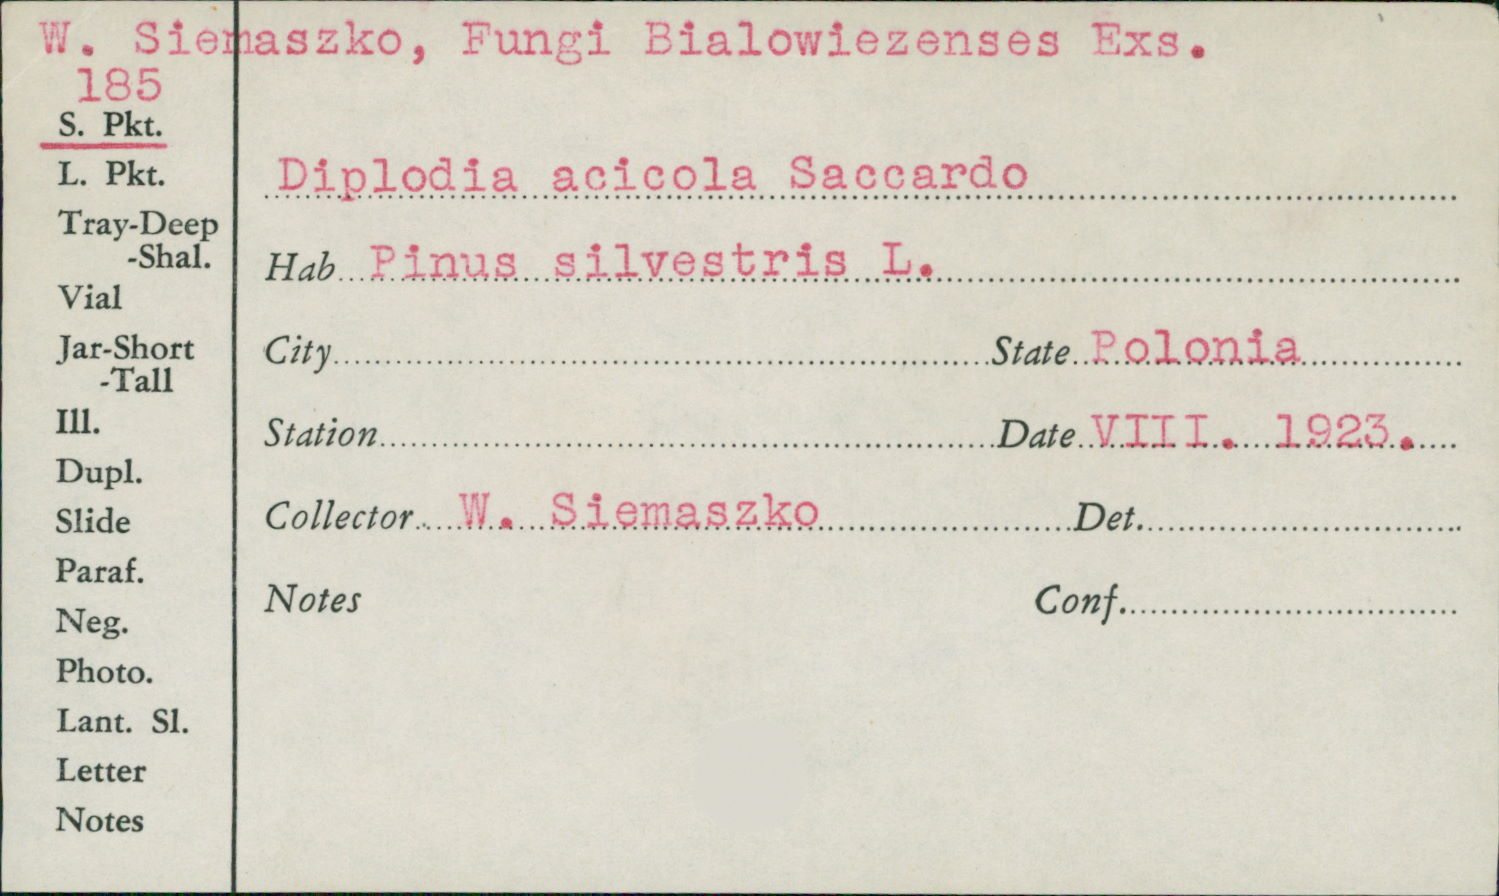 W. Siemaszko, Fungi Bialowiezenses Exs.
185
S. Pkt.
L. Pkt.
Tray-Deep
-Shal.
Vial
Jar-Short
-Tall
Ill.
Dupl.
Slide
Paraf.
Neg.
Photo.
Lant. Sl.
Letter
Notes
Diplodia acicola Saccardo
Hab Pinus silvestris L.
City State Polonia
Station Date VIII. 1923.
Collector W. Siemaszko Det.
Notes Conf.